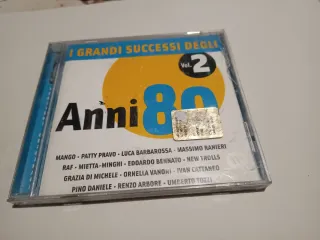 I GRANDI SUCCESSI DEGLI
Vol. 2
Anni 80
MANGO - PATTY PRAVO - LUCA BARBAROSSA - MASSIMO RANIERI
RAF - MIETTA-MINGHI - EDOARDO BENNATO - NEW TROLLS
GRAZIA DI MICHELE - ORNELLA VANONI - IVAN CATTANEO
PINO DANIELE - RENZO ARBORE - UMBERTO TOZZI